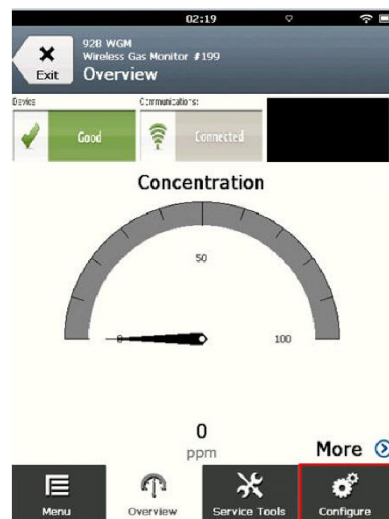 02:19
928 WGM
Wireless Gas Monitor #199
Exit
Overview
Device
Communications:
Good
Connected
Concentration
50
0
100
0
ppm
More
Menu
Overview
Service Tools
Configure